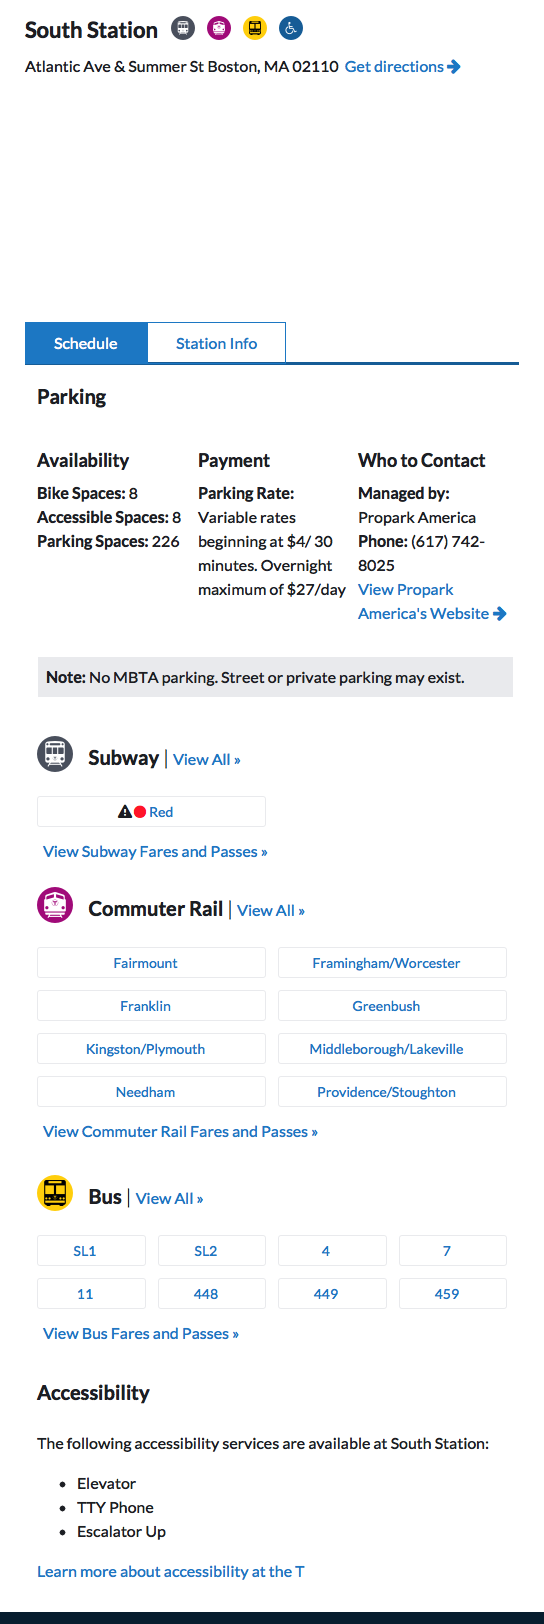 South Station
Atlantic Ave & Summer St Boston, MA 02110 Get directions
Schedule
Station Info
Parking
Availability
Bike Spaces: 8
Accessible Spaces: 8
Parking Spaces: 226
Payment
Parking Rate:
Variable rates
beginning at $4/ 30
minutes. Overnight
maximum of $27/day
Who to Contact
Managed by:
Propark America
Phone: (617) 742-
8025
View Propark
America's Website
Note: No MBTA parking. Street or private parking may exist.
Subway | View All »
Red
View Subway Fares and Passes »
Commuter Rail | View All »
Fairmount
Framingham/Worcester
Franklin
Greenbush
Kingston/Plymouth
Middleborough/Lakeville
Needham
Providence/Stoughton
View Commuter Rail Fares and Passes »
Bus | View All »
SL1
SL2
4
7
11
448
449
459
View Bus Fares and Passes »
Accessibility
The following accessibility services are available at South Station:
• Elevator
• TTY Phone
• Escalator Up
Learn more about accessibility at the T